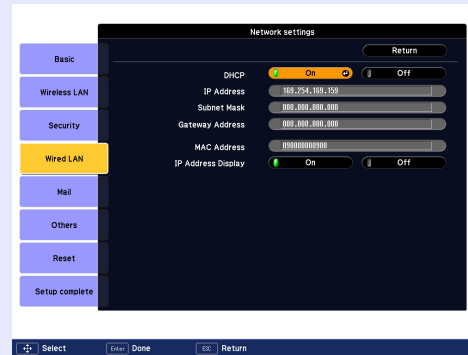 Network settings
Return
Basic
Wireless LAN
Security
Wired LAN
Mail
Others
Reset
Setup complete
DHCP On Off
IP Address 169.254.169.159
Subnet Mask 000.000.000.000
Gateway Address 000.000.000.000
MAC Address 090000000900
IP Address Display On Off
Select Enter Done ESC Return